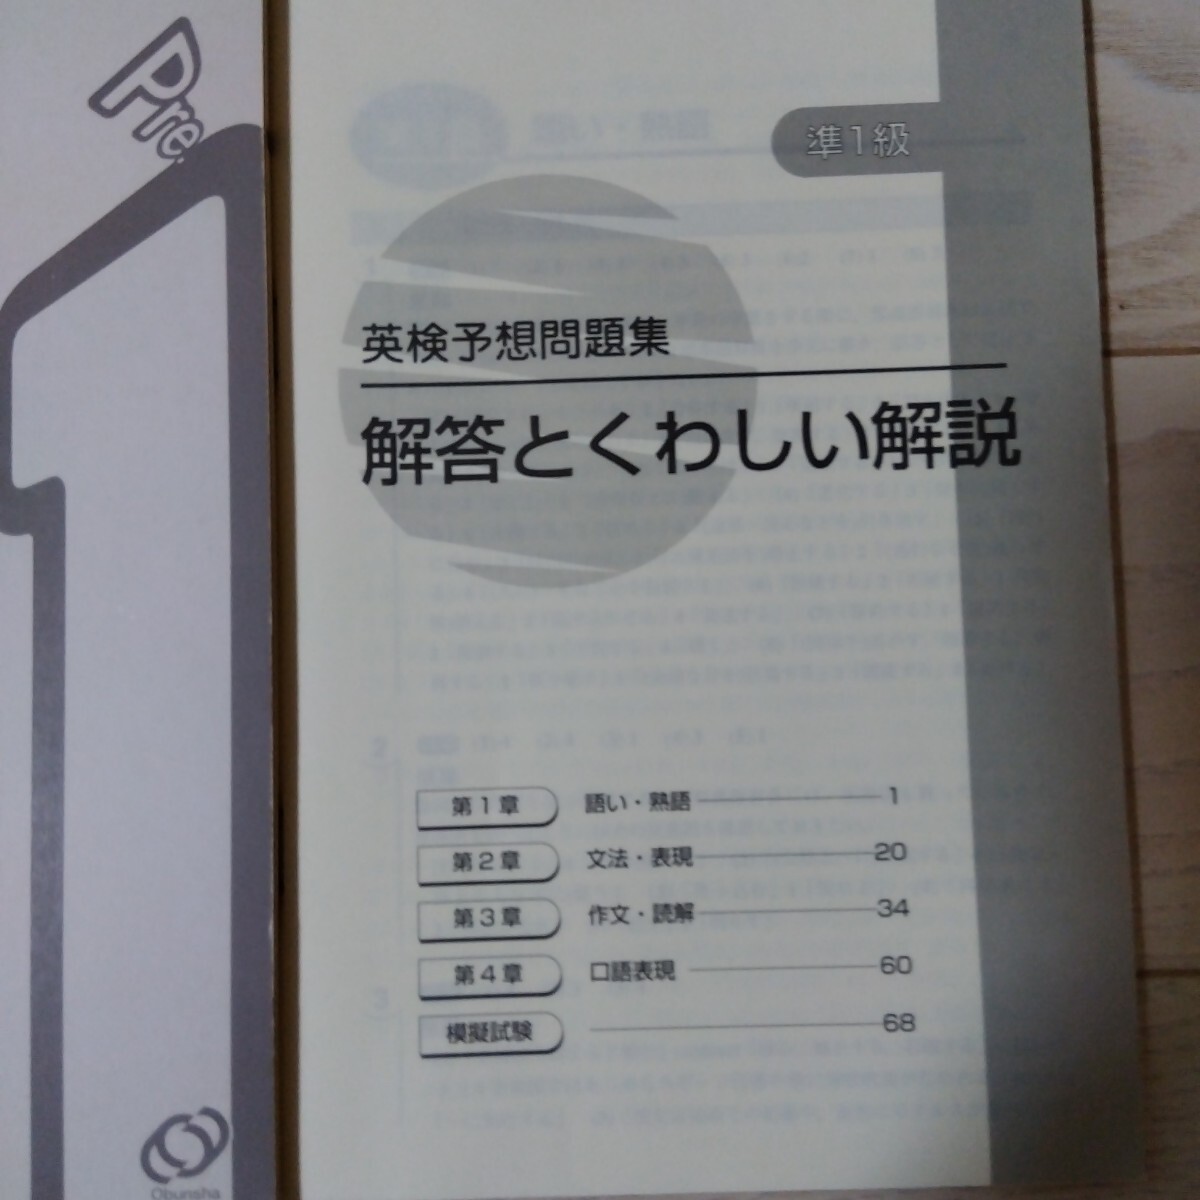 Pre
1
Obunsha
準1級
英検予想問題集
解答とくわしい解説
第1章 語い・熟語 1
第2章 文法・表現 20
第3章 作文・読解 34
第4章 口語表現 60
模擬試験 68